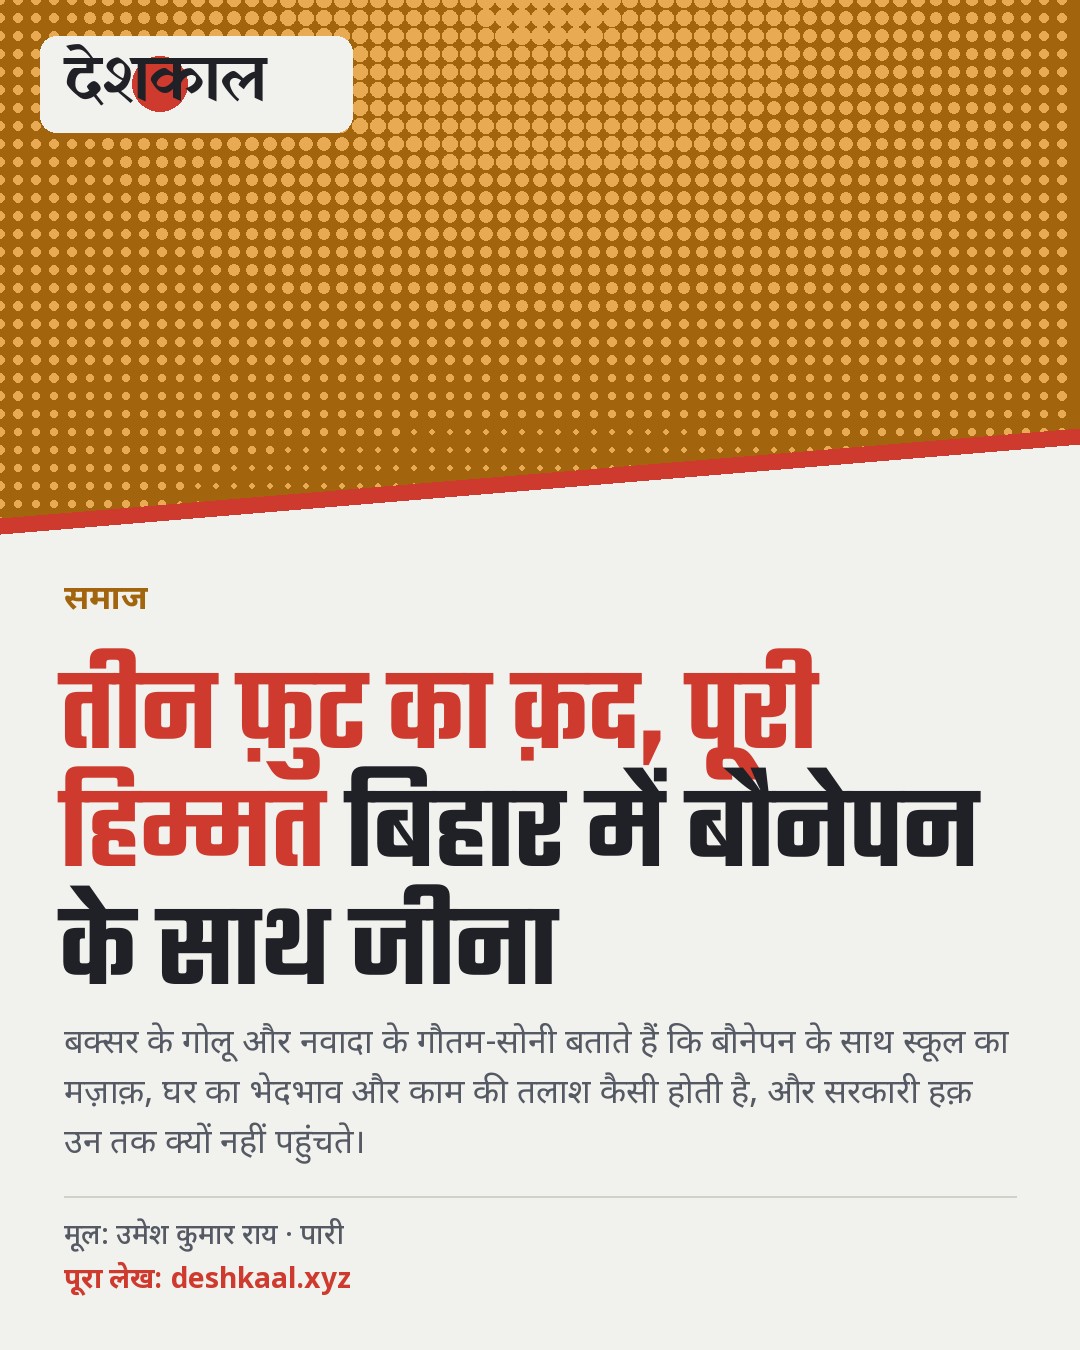 देशकाल
समाज
तीन फ़ुट का क़द, पूरी
हिम्मत बिहार में बौनेपन
के साथ जीना
बक्सर के गोलू और नवादा के गौतम-सोनी बताते हैं कि बौनेपन के साथ स्कूल का
मज़ाक़, घर का भेदभाव और काम की तलाश कैसी होती है, और सरकारी हक़
उन तक क्यों नहीं पहुंचते।
मूल: उमेश कुमार राय · पारी
पूरा लेख: deshkaal.xyz